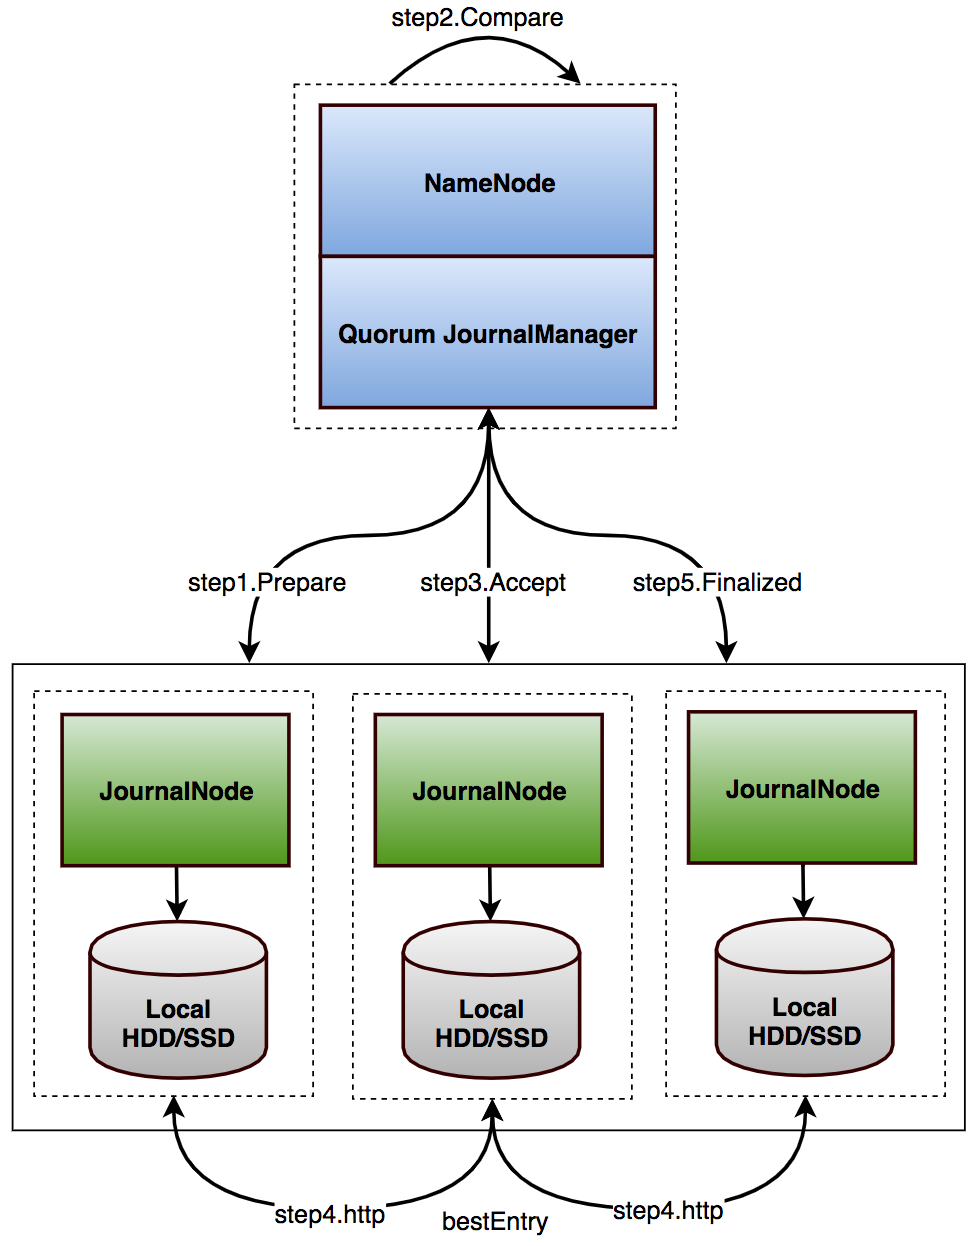 step2.Compare
NameNode
Quorum JournalManager
step1.Prepare
step3.Accept
step5.Finalized
JournalNode
JournalNode
JournalNode
Local
HDD/SSD
Local
HDD/SSD
Local
HDD/SSD
step4.http
bestEntry
step4.http